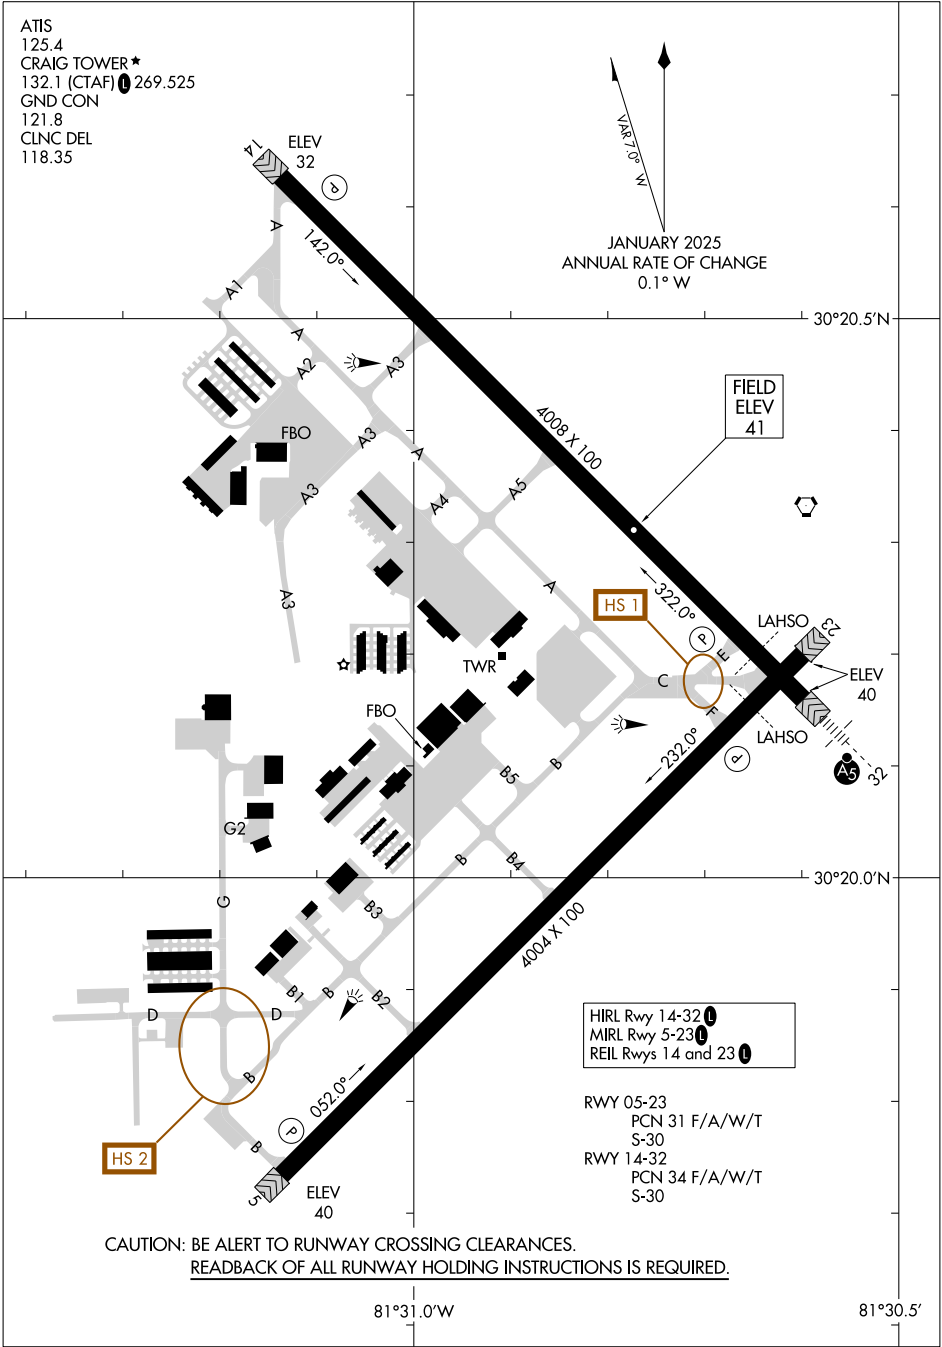 ATIS
125.4
CRAIG TOWER★
132.1 (CTAF) L 269.525
GND CON
121.8
CLNC DEL
118.35
VAR 7.0° W
JANUARY 2025
ANNUAL RATE OF CHANGE
0.1° W
14
ELEV
32
P
A
142.0°
A1
A
A2
A3
30°20.5'N
FIELD
ELEV
41
4008 X 100
FBO
A3
A
A3
A4
A5
A3
A
322.0°
HS 1
P
LAHSO
E
23
TWR
C
ELEV
40
F
LAHSO
FBO
232.0°
P
A5
32
B5
B
G2
B
B4
30°20.0'N
G
B3
4004 X 100
B1
B
B2
D
D
HIRL Rwy 14-32 L
MIRL Rwy 5-23 L
REIL Rwys 14 and 23 L
B
052.0°
P
B
HS 2
5
ELEV
40
RWY 05-23
PCN 31 F/A/W/T
S-30
RWY 14-32
PCN 34 F/A/W/T
S-30
CAUTION: BE ALERT TO RUNWAY CROSSING CLEARANCES.
READBACK OF ALL RUNWAY HOLDING INSTRUCTIONS IS REQUIRED.
81°31.0'W
81°30.5'